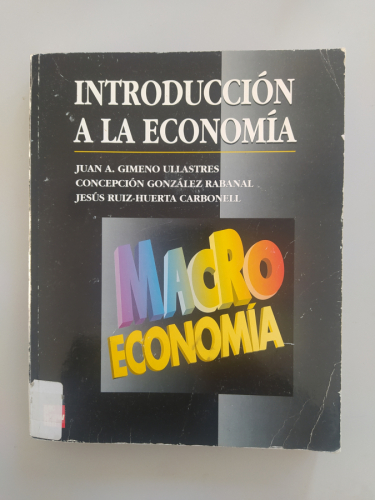 INTRODUCCIÓN
A LA ECONOMÍA
JUAN A. GIMENO ULLASTRES
CONCEPCIÓN GONZÁLEZ RABANAL
JESÚS RUIZ-HUERTA CARBONELL
MACRO
ECONOMÍA